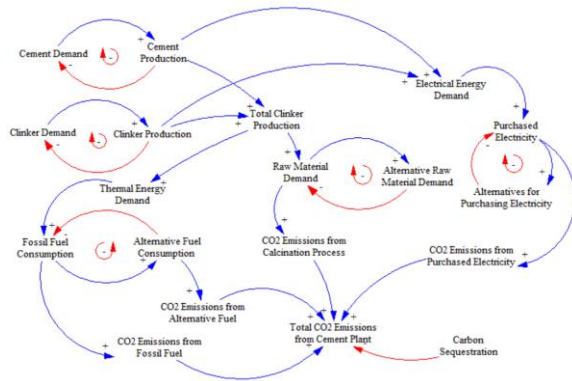 Cement Demand
Cement
Production
Electrical Energy
Demand
Clinker Demand
Clinker Production
Total Clinker
Production
Purchased
Electricity
Thermal Energy
Demand
Raw Material
Demand
Alternative Raw
Material Demand
Alternatives for
Purchasing Electricity
Fossil Fuel
Consumption
Alternative Fuel
Consumption
CO2 Emissions from
Calcination Process
CO2 Emissions from
Purchased Electricity
CO2 Emissions from
Alternative Fuel
CO2 Emissions from
Fossil Fuel
Total CO2 Emissions
from Cement Plant
Carbon
Sequestration